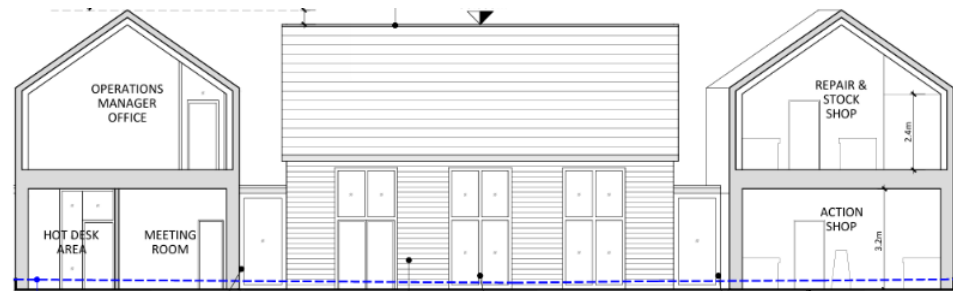 OPERATIONS
MANAGER
OFFICE
REPAIR &
STOCK
SHOP
2.4m
HOT DESK
AREA
MEETING
ROOM
ACTION
SHOP
3.2m